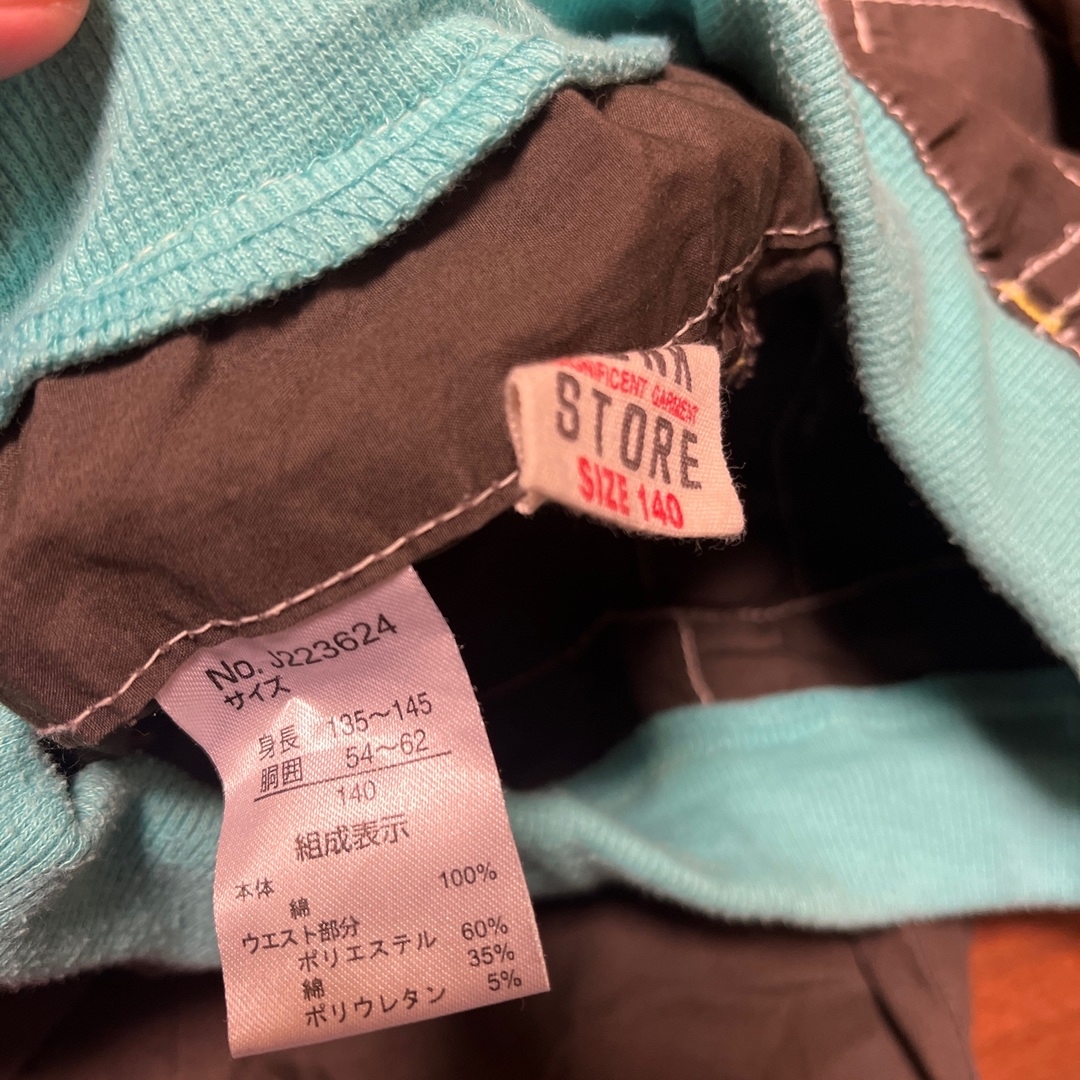 GNIFICENT GARMENT
STORE
SIZE 140
No. J223624
サイズ
身長 135～145
胴囲 54～62
140
組成表示
本体
綿 100%
ウエスト部分
ポリエステル 60%
綿 35%
ポリウレタン 5%